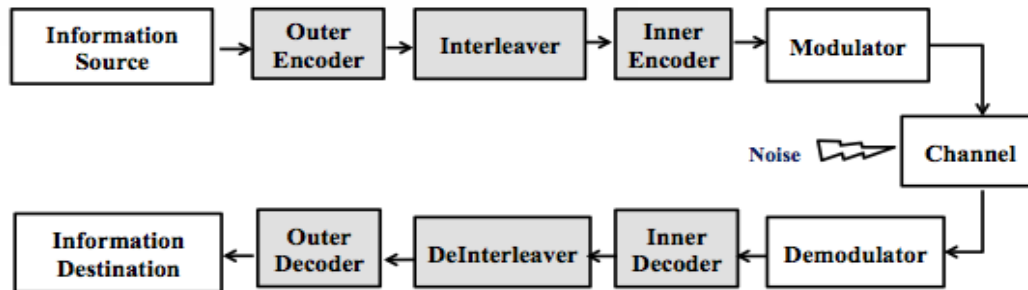 Information
Source
Outer
Encoder
Interleaver
Inner
Encoder
Modulator
Noise
Channel
Information
Destination
Outer
Decoder
DeInterleaver
Inner
Decoder
Demodulator